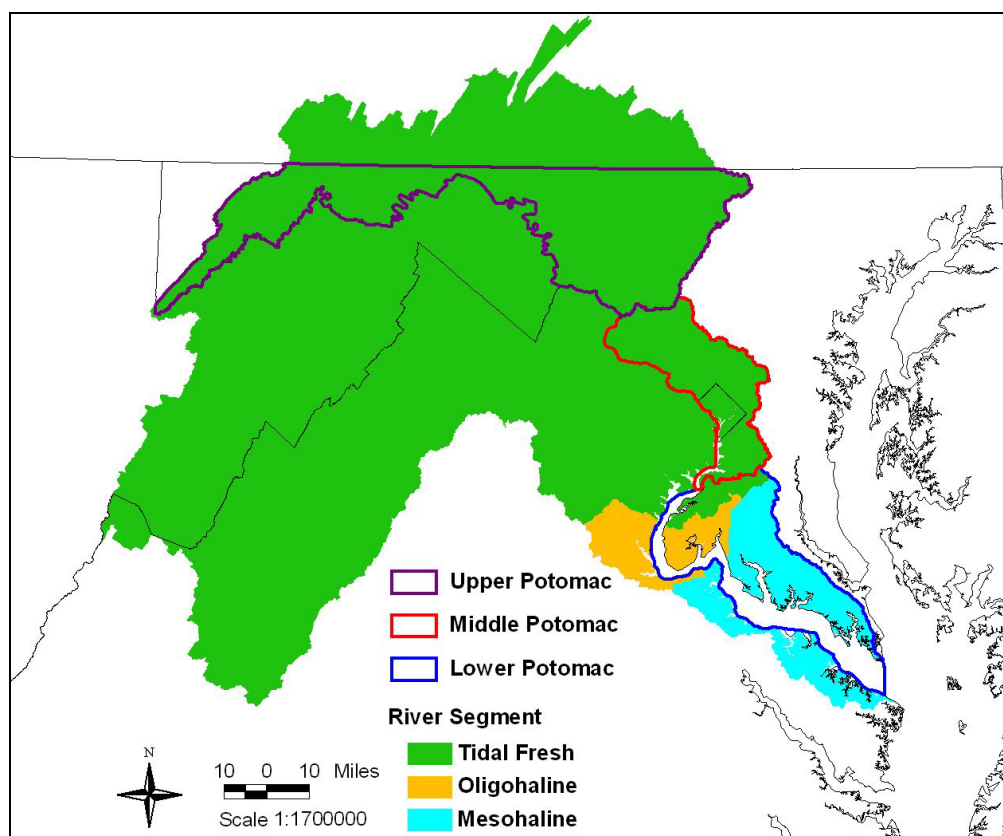 Upper Potomac
Middle Potomac
Lower Potomac
River Segment
Tidal Fresh
Oligohaline
Mesohaline
N
10 0 10 Miles
Scale 1:1700000